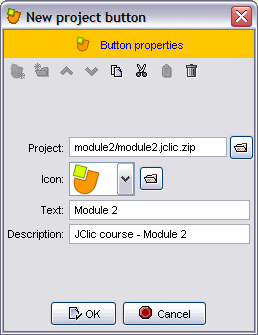 New project button
Button properties
Project: module2/module2.jclic.zip
Icon:
Text: Module 2
Description: JClic course - Module 2
OK Cancel